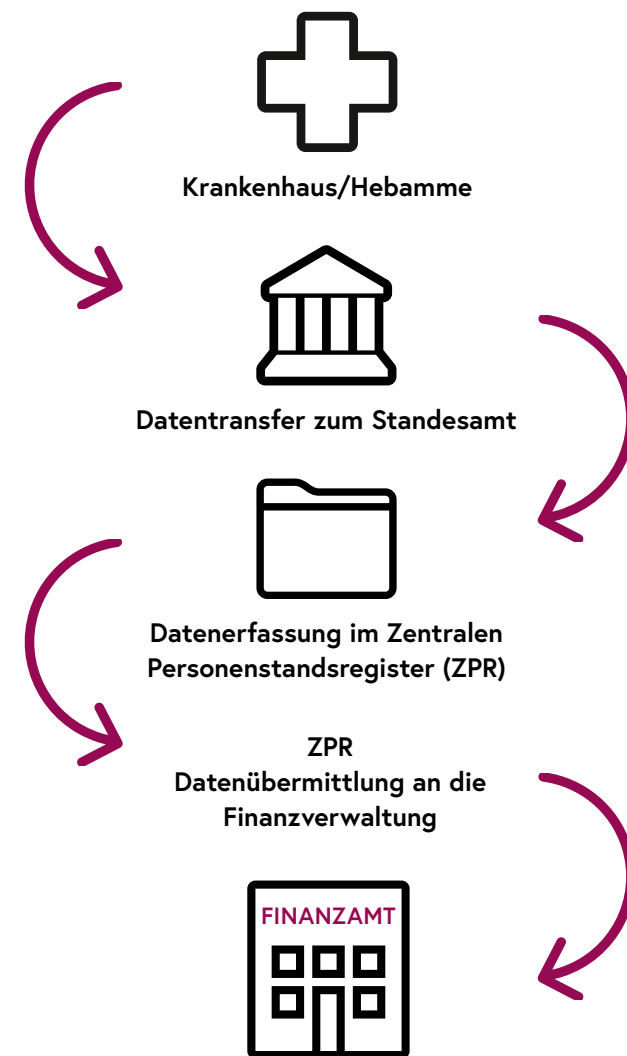 Krankenhaus/Hebamme
Datentransfer zum Standesamt
Datenerfassung im Zentralen
Personenstandsregister (ZPR)
ZPR
Datenübermittlung an die
Finanzverwaltung
FINANZAMT